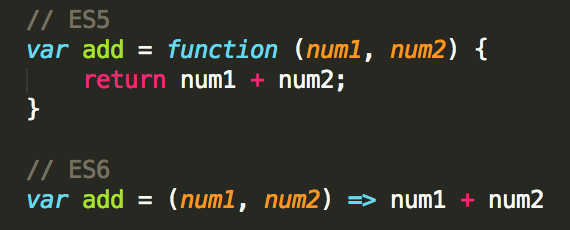 // ES5
var add = function (num1, num2) {
    return num1 + num2;
}
// ES6
var add = (num1, num2) => num1 + num2